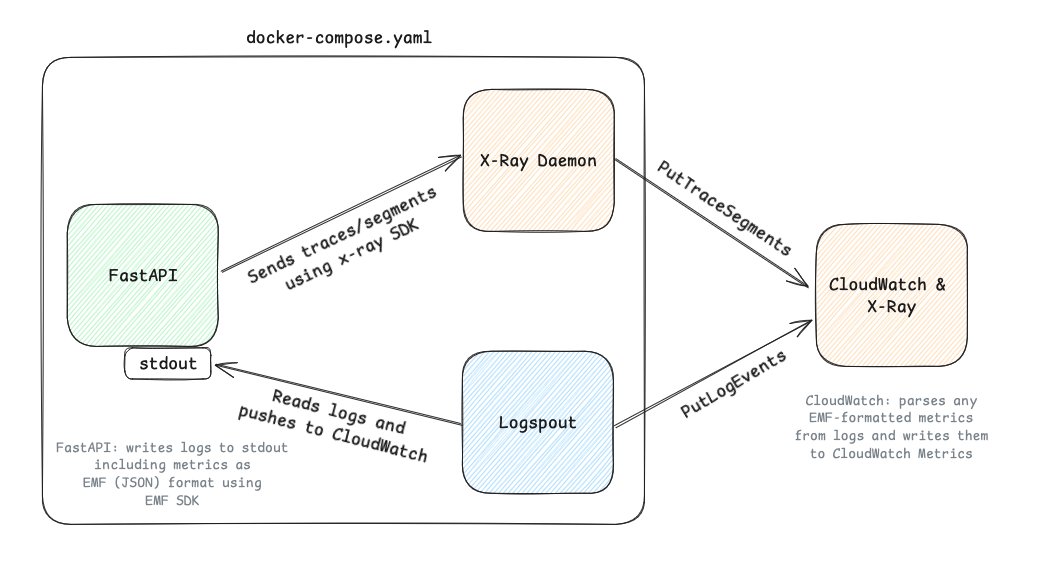 docker-compose.yaml
X-Ray Daemon
PutTraceSegments
Sends traces/segments
using x-ray SDK
FastAPI
CloudWatch &
X-Ray
stdout
Reads logs and
pushes to CloudWatch
Logspout
PutLogEvents
FastAPI: writes logs to stdout
including metrics as
EMF (JSON) format using
EMF SDK
CloudWatch: parses any
EMF-formatted metrics
from logs and writes them
to CloudWatch Metrics